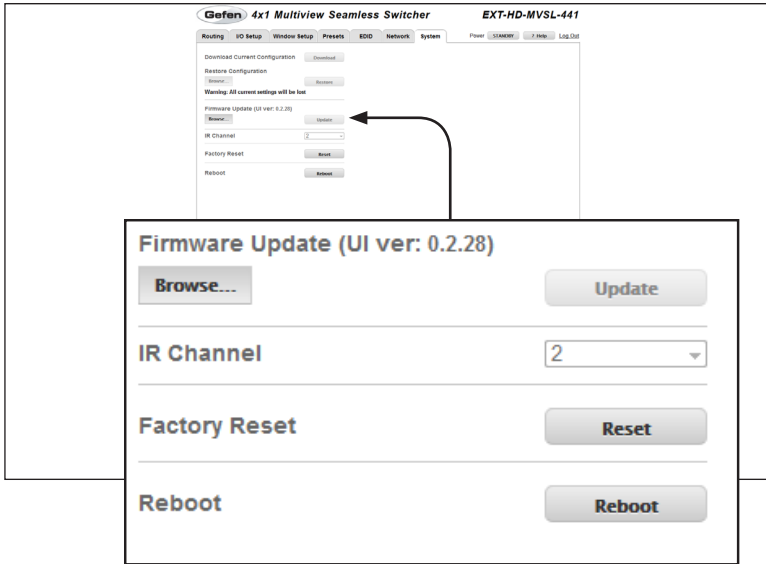 Gefen 4x1 Multiview Seamless Switcher EXT-HD-MVSL-441
Routing I/O Setup Window Setup Presets EDID Network System Power STANDBY ? Help Log Out
Download Current Configuration Download
Restore Configuration
Browse... Restore
Warning: All current settings will be lost
Firmware Update (UI ver: 0.2.28)
Browse... Update
IR Channel 2
Factory Reset Reset
Reboot Reboot
Firmware Update (UI ver: 0.2.28)
Browse... Update
IR Channel 2
Factory Reset Reset
Reboot Reboot